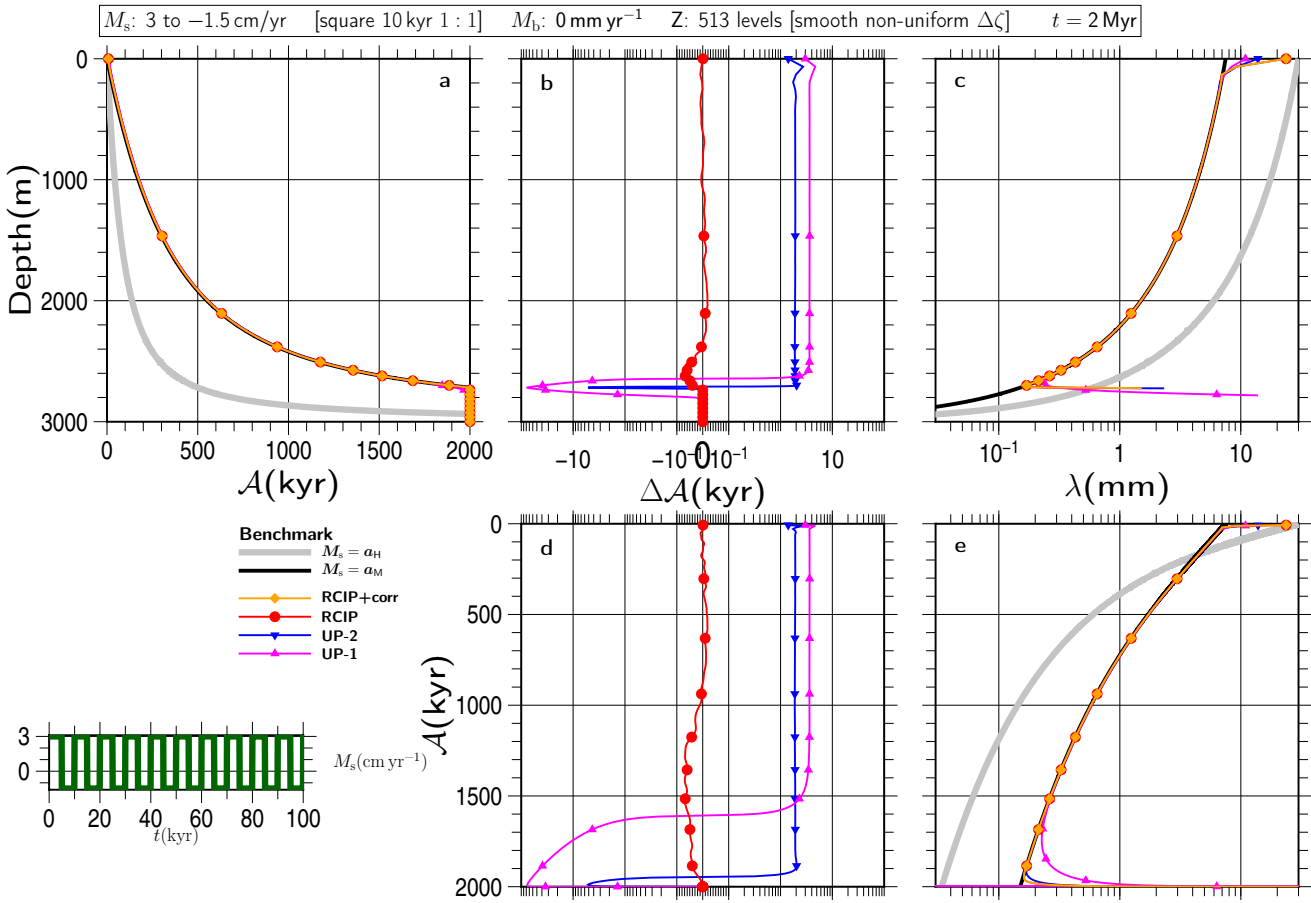 M_s: 3 to −1.5 cm/yr [square 10 kyr 1 : 1] M_b: 0 mm yr⁻¹ Z: 513 levels [smooth non-uniform Δζ] t = 2 Myr
0
1000
2000
3000
Depth(m)
a
0 500 1000 1500 2000
𝒜(kyr)
b
−10 −10⁻¹ 0 10⁻¹ 10
Δ𝒜(kyr)
c
10⁻¹ 1 10
λ(mm)
Benchmark
M_s = a_H
M_s = a_M
RCIP+corr
RCIP
UP-2
UP-1
0
500
1000
1500
2000
𝒜(kyr)
d
e
3
0
M_s(cm yr⁻¹)
0 20 40 60 80 100
t(kyr)